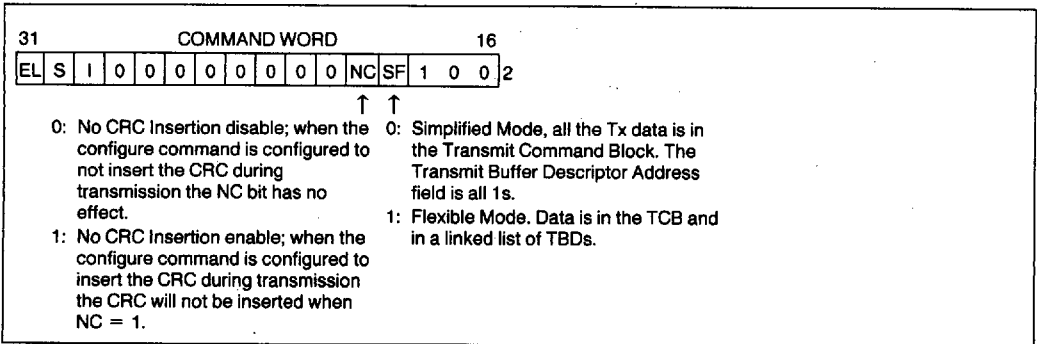 31 COMMAND WORD 16
EL S I 0 0 0 0 0 0 0 0 NC SF 1 0 0 2
↑ ↑
0: No CRC Insertion disable; when the
configure command is configured to
not insert the CRC during
transmission the NC bit has no
effect.
1: No CRC Insertion enable; when the
configure command is configured to
insert the CRC during transmission
the CRC will not be inserted when
NC = 1.
0: Simplified Mode, all the Tx data is in
the Transmit Command Block. The
Transmit Buffer Descriptor Address
field is all 1s.
1: Flexible Mode. Data is in the TCB and
in a linked list of TBDs.